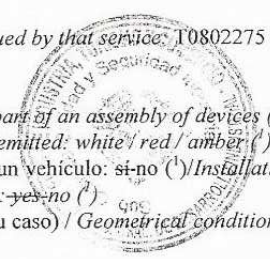 ued by that service: T0802275
part of an assembly of devices (
emitted: white / red / amber (¹)
un vehículo: sí-no (¹)/Installat
: yes-no (¹)
u caso) / Geometrical condition